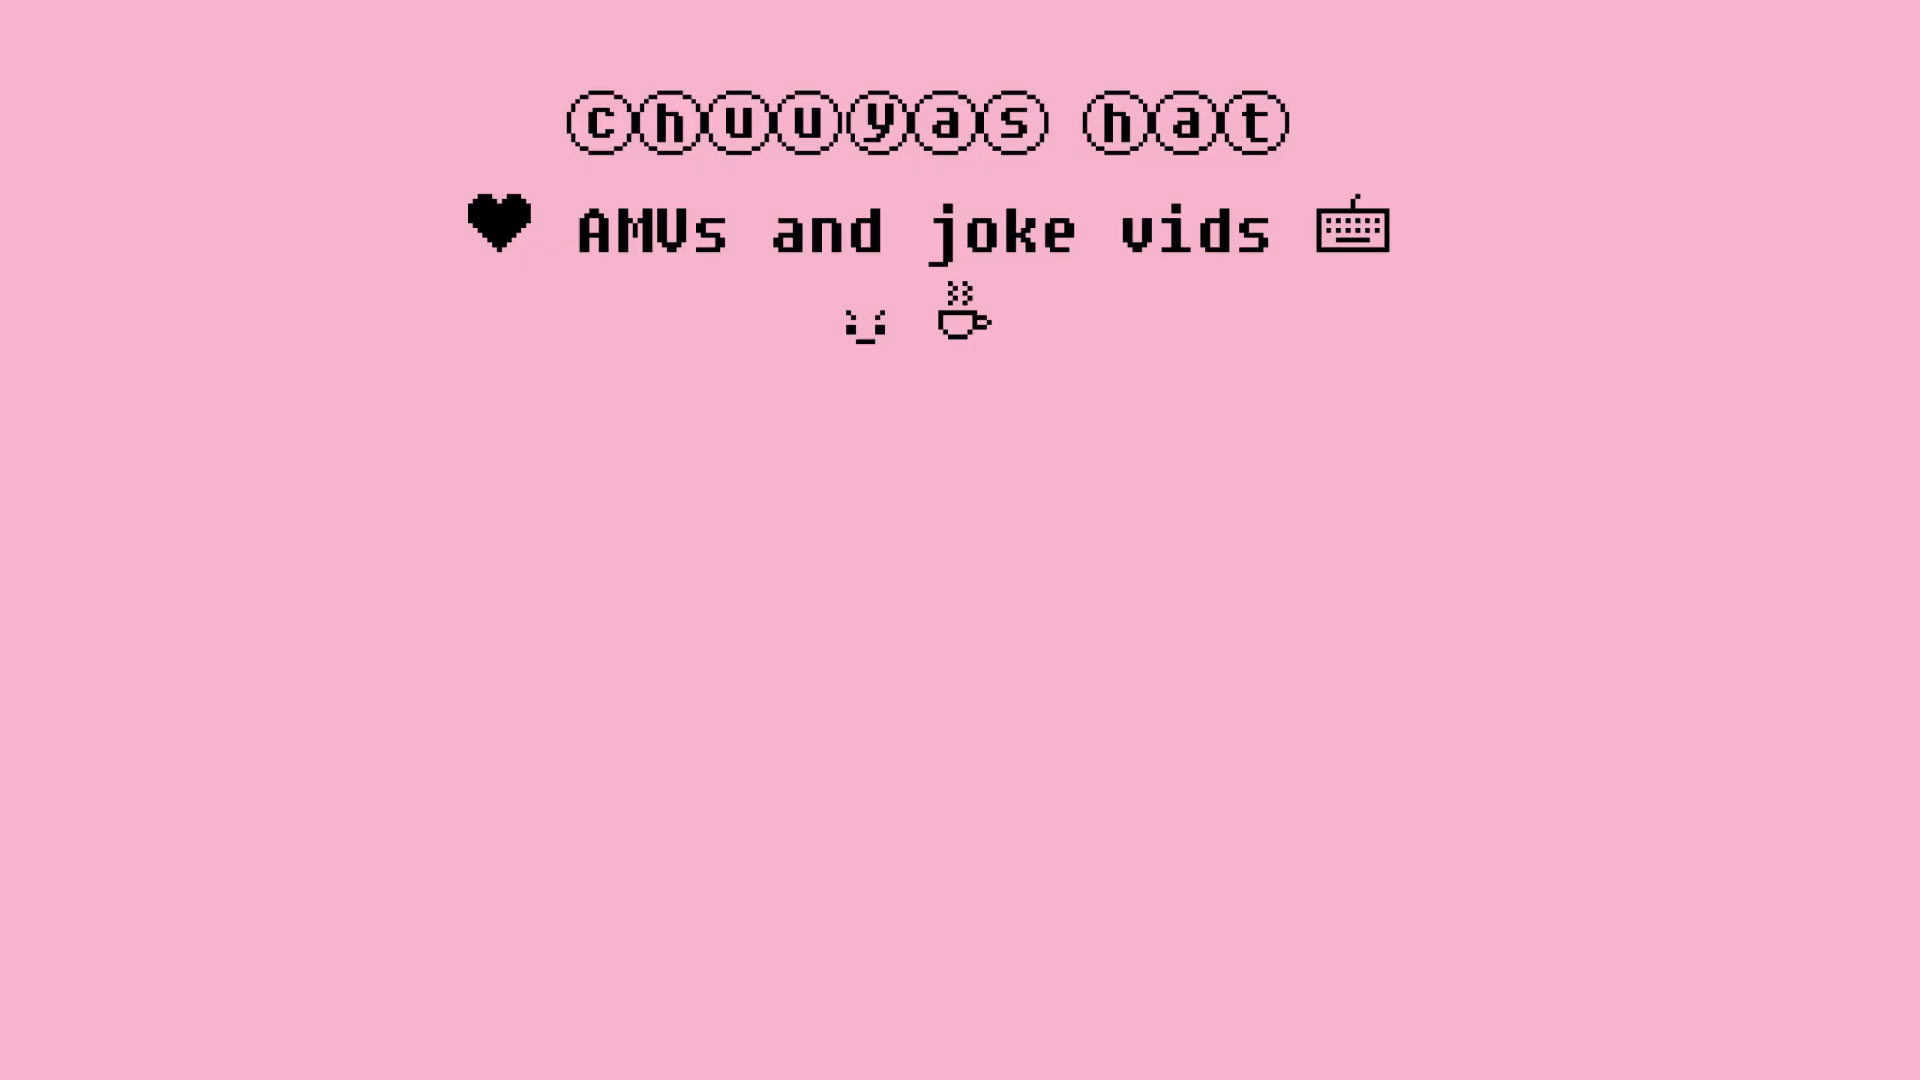 ⓒⓗⓤⓤⓨⓐⓢ ⓗⓐⓣ
♥ AMVs and joke vids ⌨
☕